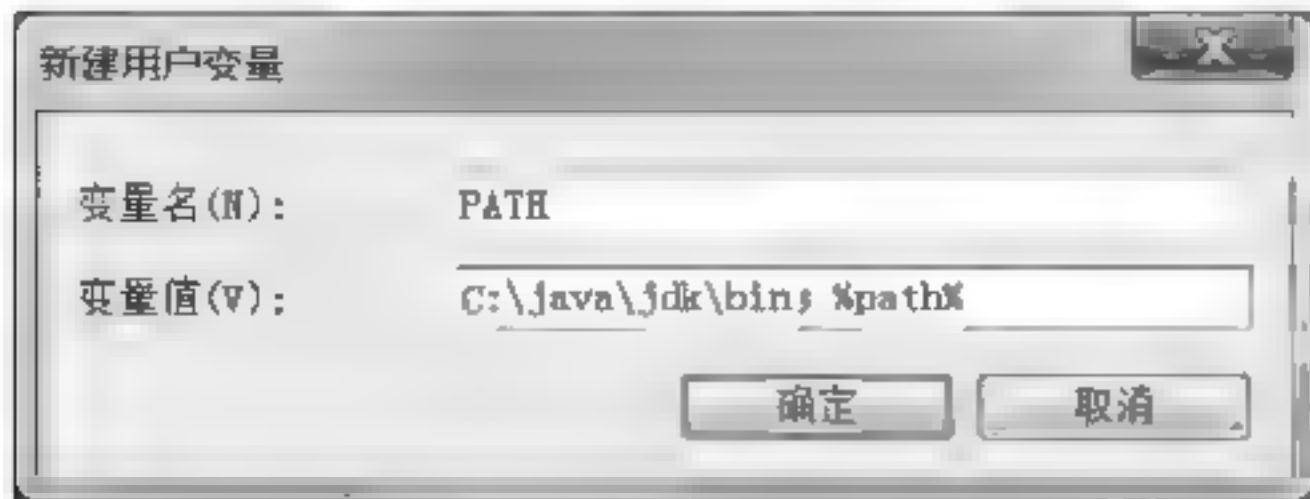 新建用户变量
变量名(N):
PATH
变量值(V):
C:\java\jdk\bin;%path%
确定
取消